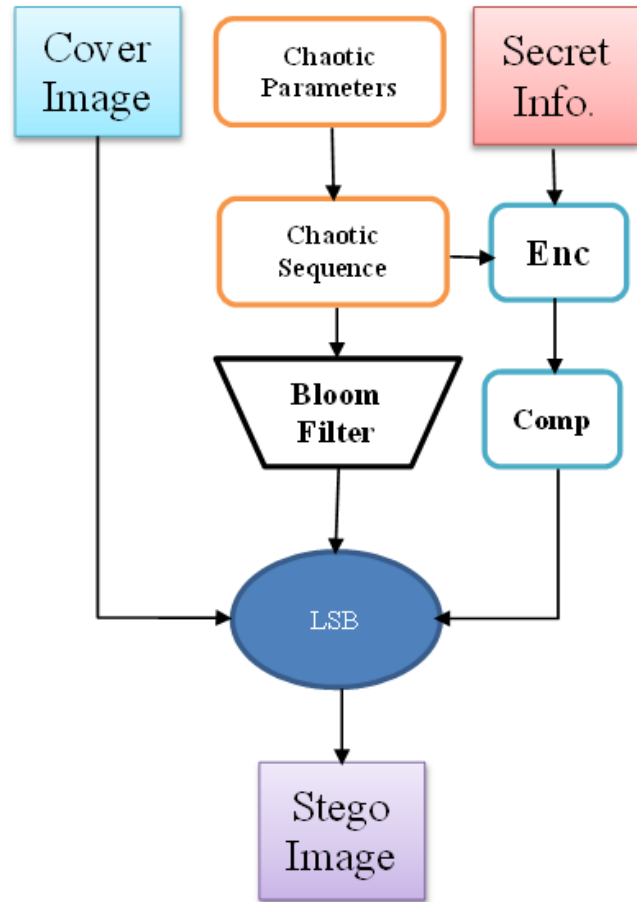 Cover
Image
Chaotic
Parameters
Secret
Info.
Chaotic
Sequence
Enc
Bloom
Filter
Comp
LSB
Stego
Image